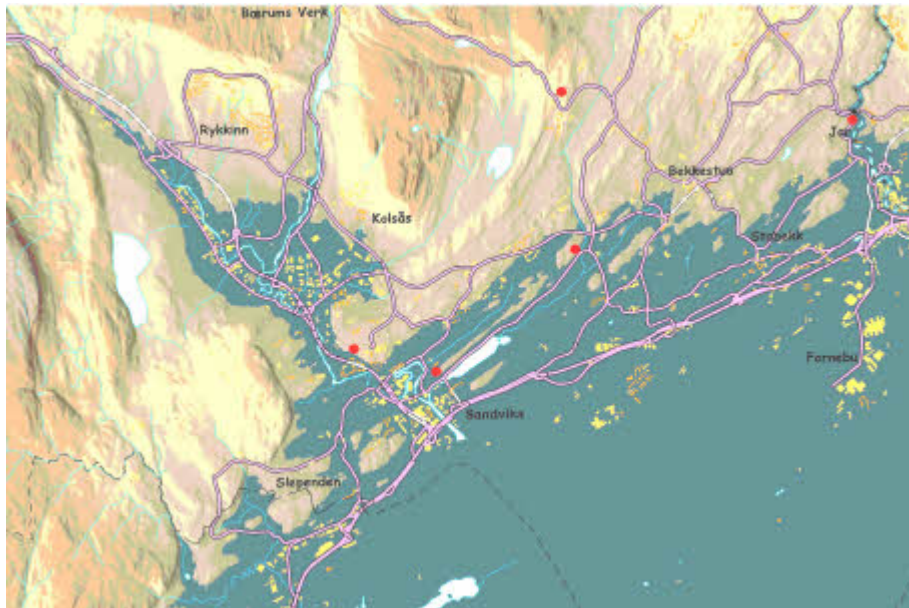 Bærums Verk
Rykkinn
Jar
Bekkestua
Kolsås
Stabekk
Fornebu
Sandvika
Slependen